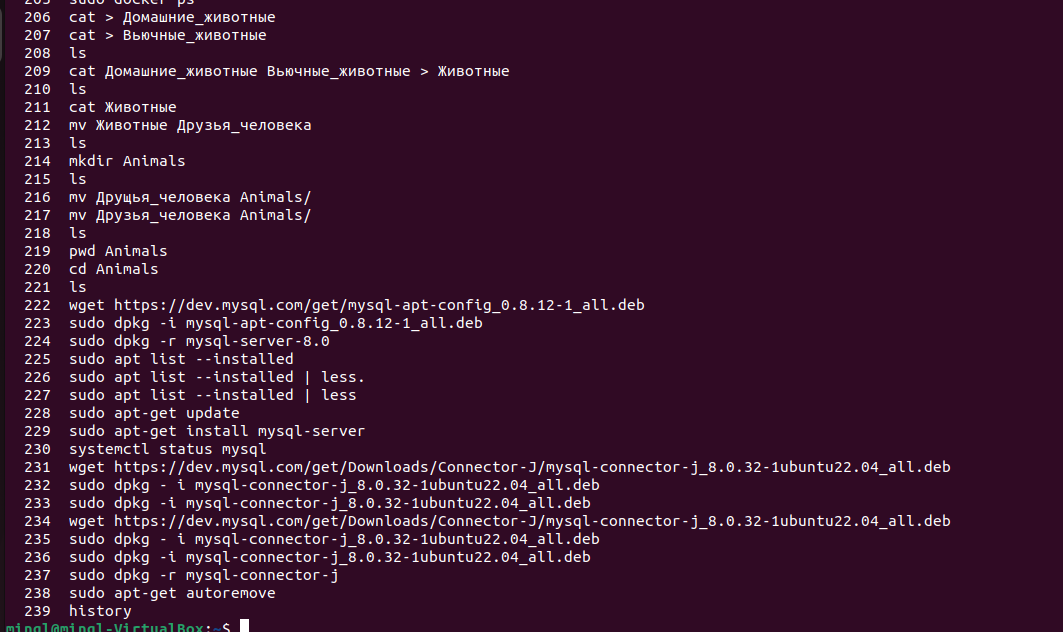 205  sudo docker ps
206  cat > Домашние_животные
207  cat > Вьючные_животные
208  ls
209  cat Домашние_животные Вьючные_животные > Животные
210  ls
211  cat Животные
212  mv Животные Друзья_человека
213  ls
214  mkdir Animals
215  ls
216  mv Друщья_человека Animals/
217  mv Друзья_человека Animals/
218  ls
219  pwd Animals
220  cd Animals
221  ls
222  wget https://dev.mysql.com/get/mysql-apt-config_0.8.12-1_all.deb
223  sudo dpkg -i mysql-apt-config_0.8.12-1_all.deb
224  sudo dpkg -r mysql-server-8.0
225  sudo apt list --installed
226  sudo apt list --installed | less.
227  sudo apt list --installed | less
228  sudo apt-get update
229  sudo apt-get install mysql-server
230  systemctl status mysql
231  wget https://dev.mysql.com/get/Downloads/Connector-J/mysql-connector-j_8.0.32-1ubuntu22.04_all.deb
232  sudo dpkg - i mysql-connector-j_8.0.32-1ubuntu22.04_all.deb
233  sudo dpkg -i mysql-connector-j_8.0.32-1ubuntu22.04_all.deb
234  wget https://dev.mysql.com/get/Downloads/Connector-J/mysql-connector-j_8.0.32-1ubuntu22.04_all.deb
235  sudo dpkg - i mysql-connector-j_8.0.32-1ubuntu22.04_all.deb
236  sudo dpkg -i mysql-connector-j_8.0.32-1ubuntu22.04_all.deb
237  sudo dpkg -r mysql-connector-j
238  sudo apt-get autoremove
239  history
mingl@mingl-VirtualBox:~$